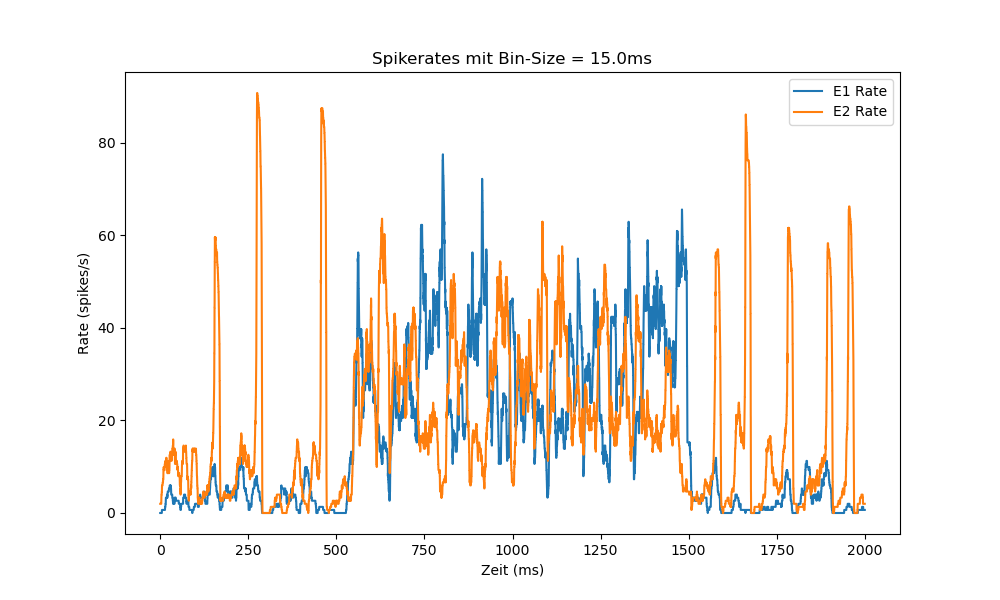 Spikerates mit Bin-Size = 15.0ms
E1 Rate
E2 Rate
Rate (spikes/s)
80
60
40
20
0
0 250 500 750 1000 1250 1500 1750 2000
Zeit (ms)